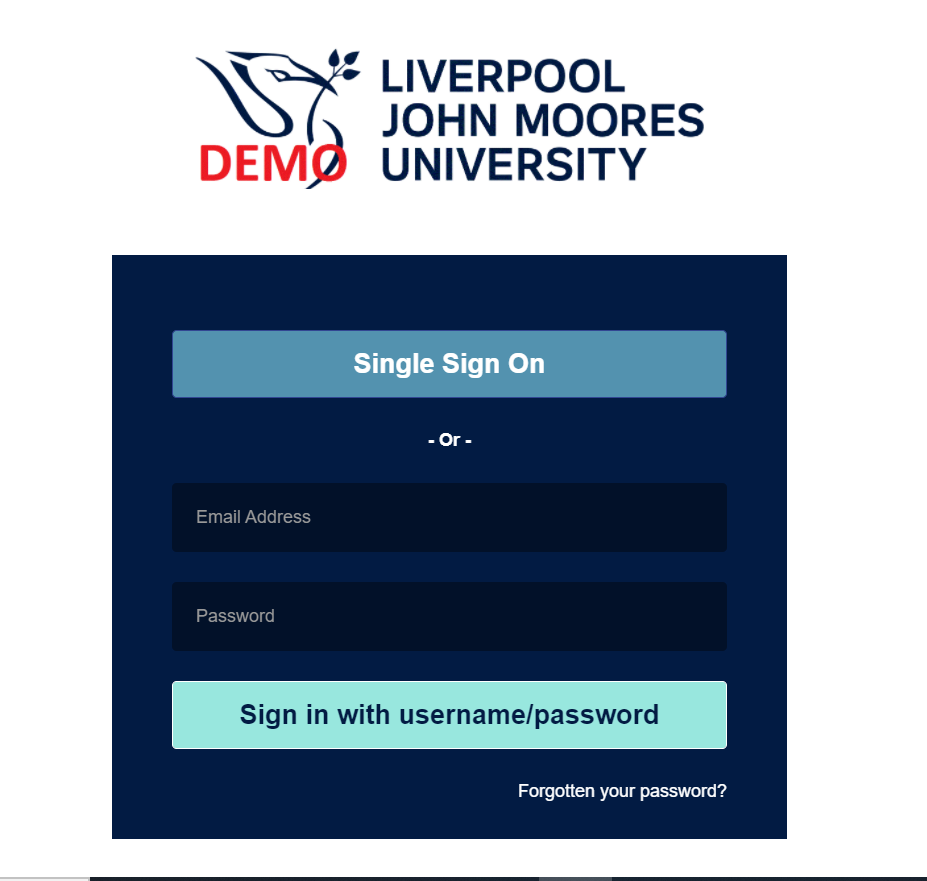 LIVERPOOL
JOHN MOORES
DEMO UNIVERSITY
Single Sign On
- Or -
Email Address
Password
Sign in with username/password
Forgotten your password?